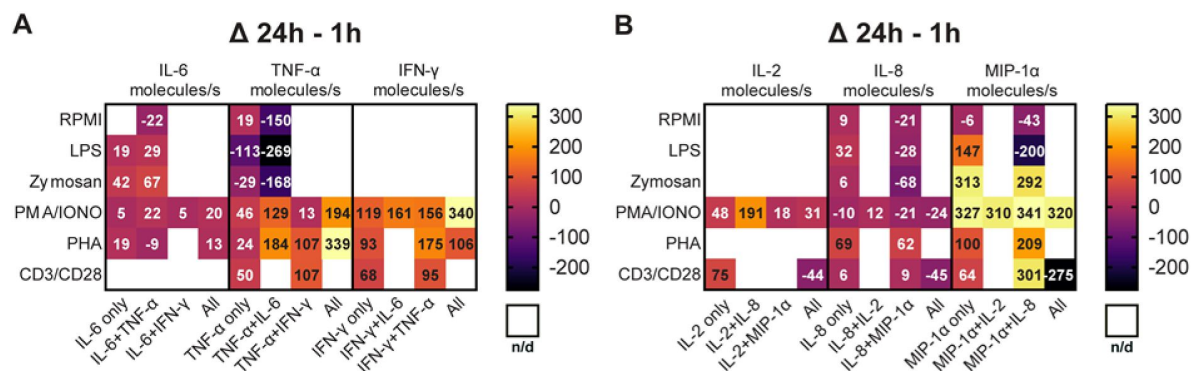 A
Δ 24h - 1h
IL-6 molecules/s
TNF-α molecules/s
IFN-γ molecules/s
RPMI -22 19 -150
LPS 19 29 -113 -269
Zymosan 42 67 -29 -168
PMA/IONO 5 22 5 20 46 129 13 194 119 161 156 340
PHA 19 -9 13 24 184 107 339 93 175 106
CD3/CD28 50 107 68 95
IL-6 only
IL-6+TNF-α
IL-6+IFN-γ
All
TNF-α only
TNF-α+IL-6
TNF-α+IFN-γ
All
IFN-γ only
IFN-γ+IL-6
IFN-γ+TNF-α
All
300
200
100
0
-100
-200
n/d
B
Δ 24h - 1h
IL-2 molecules/s
IL-8 molecules/s
MIP-1α molecules/s
RPMI 9 -21 -6 -43
LPS 32 -28 147 -200
Zymosan 6 -68 313 292
PMA/IONO 48 191 18 31 -10 12 -21 -24 327 310 341 320
PHA 69 62 100 209
CD3/CD28 75 -44 6 9 -45 64 301 -275
IL-2 only
IL-2+IL-8
IL-2+MIP-1α
All
IL-8 only
IL-8+IL-2
IL-8+MIP-1α
All
MIP-1α only
MIP-1α+IL-2
MIP-1α+IL-8
All
300
200
100
0
-100
-200
n/d